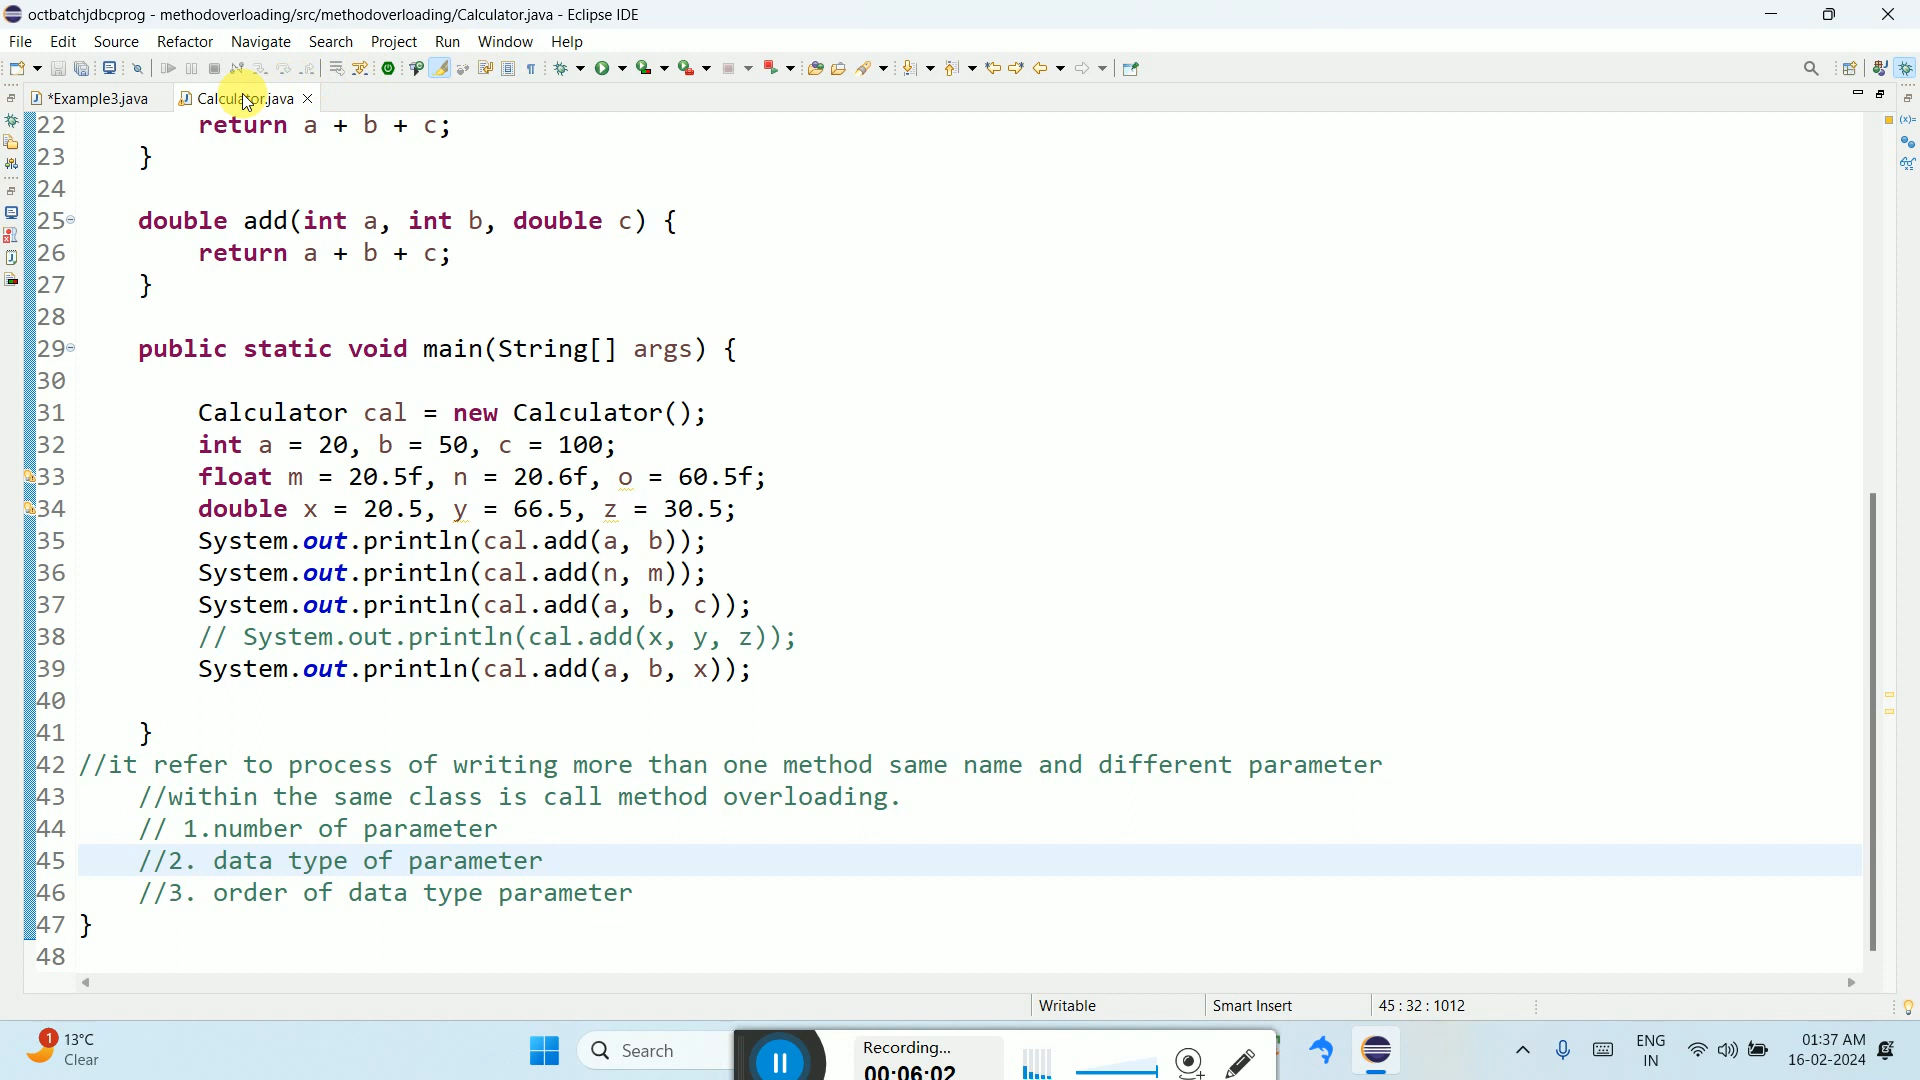 octbatchjdbcprog - methodoverloading/src/methodoverloading/Calculator.java - Eclipse IDE
File Edit Source Refactor Navigate Search Project Run Window Help
*Example3.java Calculator.java
22 return a + b + c;
23 }
24
25 double add(int a, int b, double c) {
26 return a + b + c;
27 }
28
29 public static void main(String[] args) {
30
31 Calculator cal = new Calculator();
32 int a = 20, b = 50, c = 100;
33 float m = 20.5f, n = 20.6f, o = 60.5f;
34 double x = 20.5, y = 66.5, z = 30.5;
35 System.out.println(cal.add(a, b));
36 System.out.println(cal.add(n, m));
37 System.out.println(cal.add(a, b, c));
38 // System.out.println(cal.add(x, y, z));
39 System.out.println(cal.add(a, b, x));
40
41 }
42 //it refer to process of writing more than one method same name and different parameter
43 //within the same class is call method overloading.
44 // 1.number of parameter
45 //2. data type of parameter
46 //3. order of data type parameter
47 }
48
Writable Smart Insert 45 : 32 : 1012
1 13°C
Clear
Search
Recording...
00:06:02
ENG
IN
01:37 AM
16-02-2024